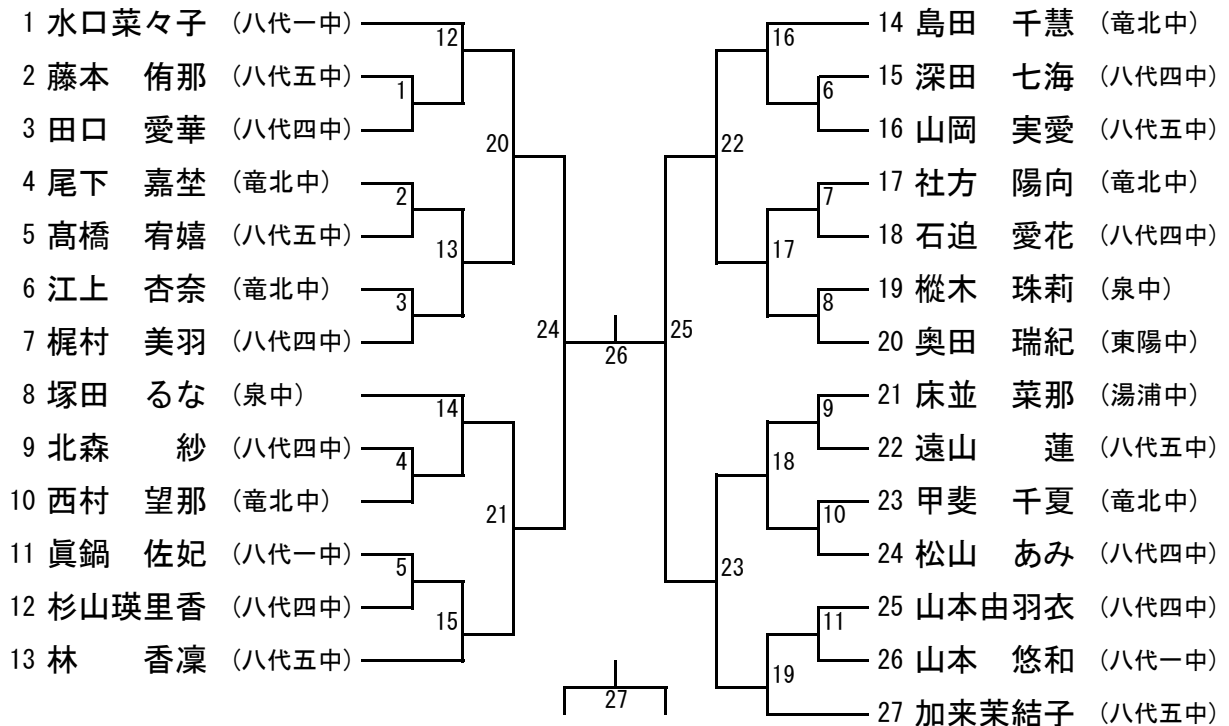 1 水口菜々子 (八代一中)
2 藤本 侑那 (八代五中)
3 田口 愛華 (八代四中)
4 尾下 嘉埜 (竜北中)
5 髙橋 宥嬉 (八代五中)
6 江上 杏奈 (竜北中)
7 梶村 美羽 (八代四中)
8 塚田 るな (泉中)
9 北森 紗 (八代四中)
10 西村 望那 (竜北中)
11 眞鍋 佐妃 (八代一中)
12 杉山瑛里香 (八代四中)
13 林 香凜 (八代五中)
12
1
20
2
13
3
24
14
4
21
5
15
26
27
16
6
22
7
17
8
25
9
18
10
23
11
19
14 島田 千慧 (竜北中)
15 深田 七海 (八代四中)
16 山岡 実愛 (八代五中)
17 社方 陽向 (竜北中)
18 石迫 愛花 (八代四中)
19 樅木 珠莉 (泉中)
20 奥田 瑞紀 (東陽中)
21 床並 菜那 (湯浦中)
22 遠山 蓮 (八代五中)
23 甲斐 千夏 (竜北中)
24 松山 あみ (八代四中)
25 山本由羽衣 (八代四中)
26 山本 悠和 (八代一中)
27 加来茉結子 (八代五中)